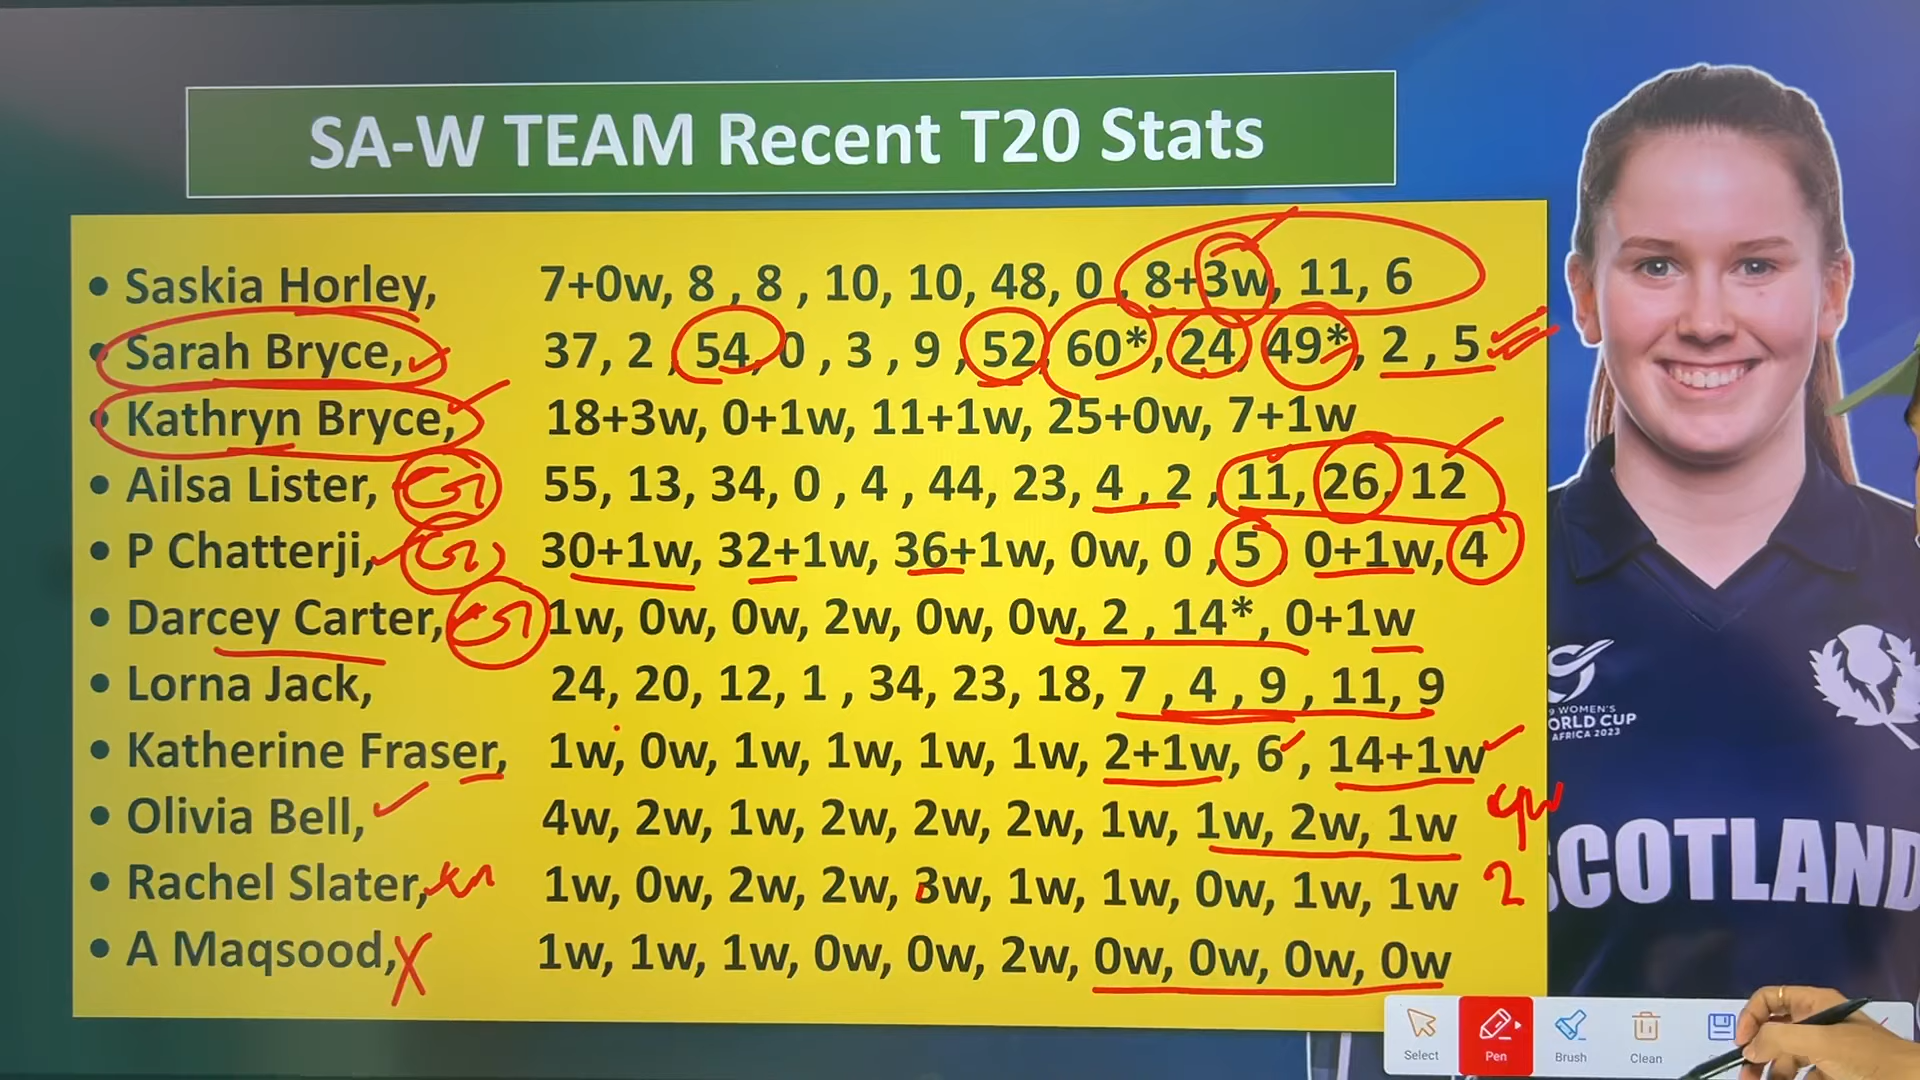 SA-W TEAM Recent T20 Stats
• Saskia Horley, 7+0w, 8 , 8 , 10, 10, 48, 0 , 8+3w, 11, 6
• Sarah Bryce, 37, 2 , 54, 0 , 3 , 9 , 52, 60*, 24, 49*, 2 , 5
• Kathryn Bryce, 18+3w, 0+1w, 11+1w, 25+0w, 7+1w
• Ailsa Lister, 55, 13, 34, 0 , 4 , 44, 23, 4 , 2 , 11, 26, 12
• P Chatterji, 30+1w, 32+1w, 36+1w, 0w, 0 , 5 , 0+1w, 4
• Darcey Carter, 1w, 0w, 0w, 2w, 0w, 0w, 2 , 14*, 0+1w
• Lorna Jack, 24, 20, 12, 1 , 34, 23, 18, 7 , 4 , 9 , 11, 9
• Katherine Fraser, 1w, 0w, 1w, 1w, 1w, 1w, 2+1w, 6 , 14+1w
• Olivia Bell, 4w, 2w, 1w, 2w, 2w, 2w, 1w, 1w, 2w, 1w 4w
• Rachel Slater, 1w, 0w, 2w, 2w, 3w, 1w, 1w, 0w, 1w, 1w 2
• A Maqsood, 1w, 1w, 1w, 0w, 0w, 2w, 0w, 0w, 0w, 0w
9 WOMEN'S
ORLD CUP
AFRICA 2023
SCOTLAND
Select Pen Brush Clean